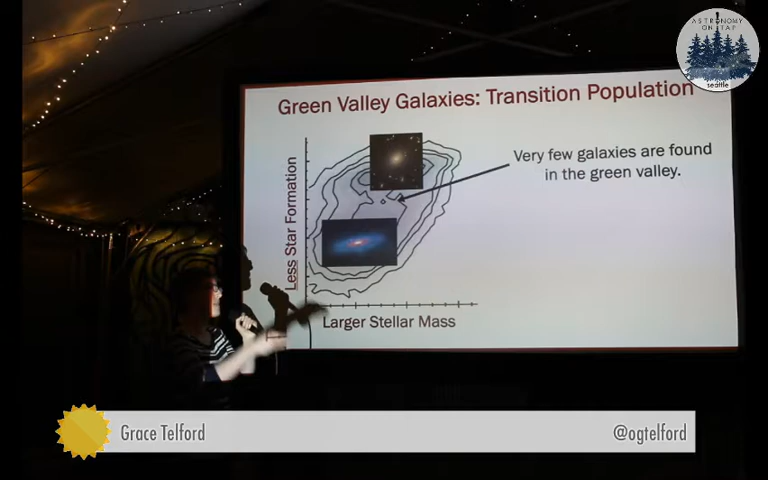 ASTRONOMY
ON TAP
seattle
Green Valley Galaxies: Transition Population
Very few galaxies are found
in the green valley.
Less Star Formation
Larger Stellar Mass
Grace Telford
@ogtelford